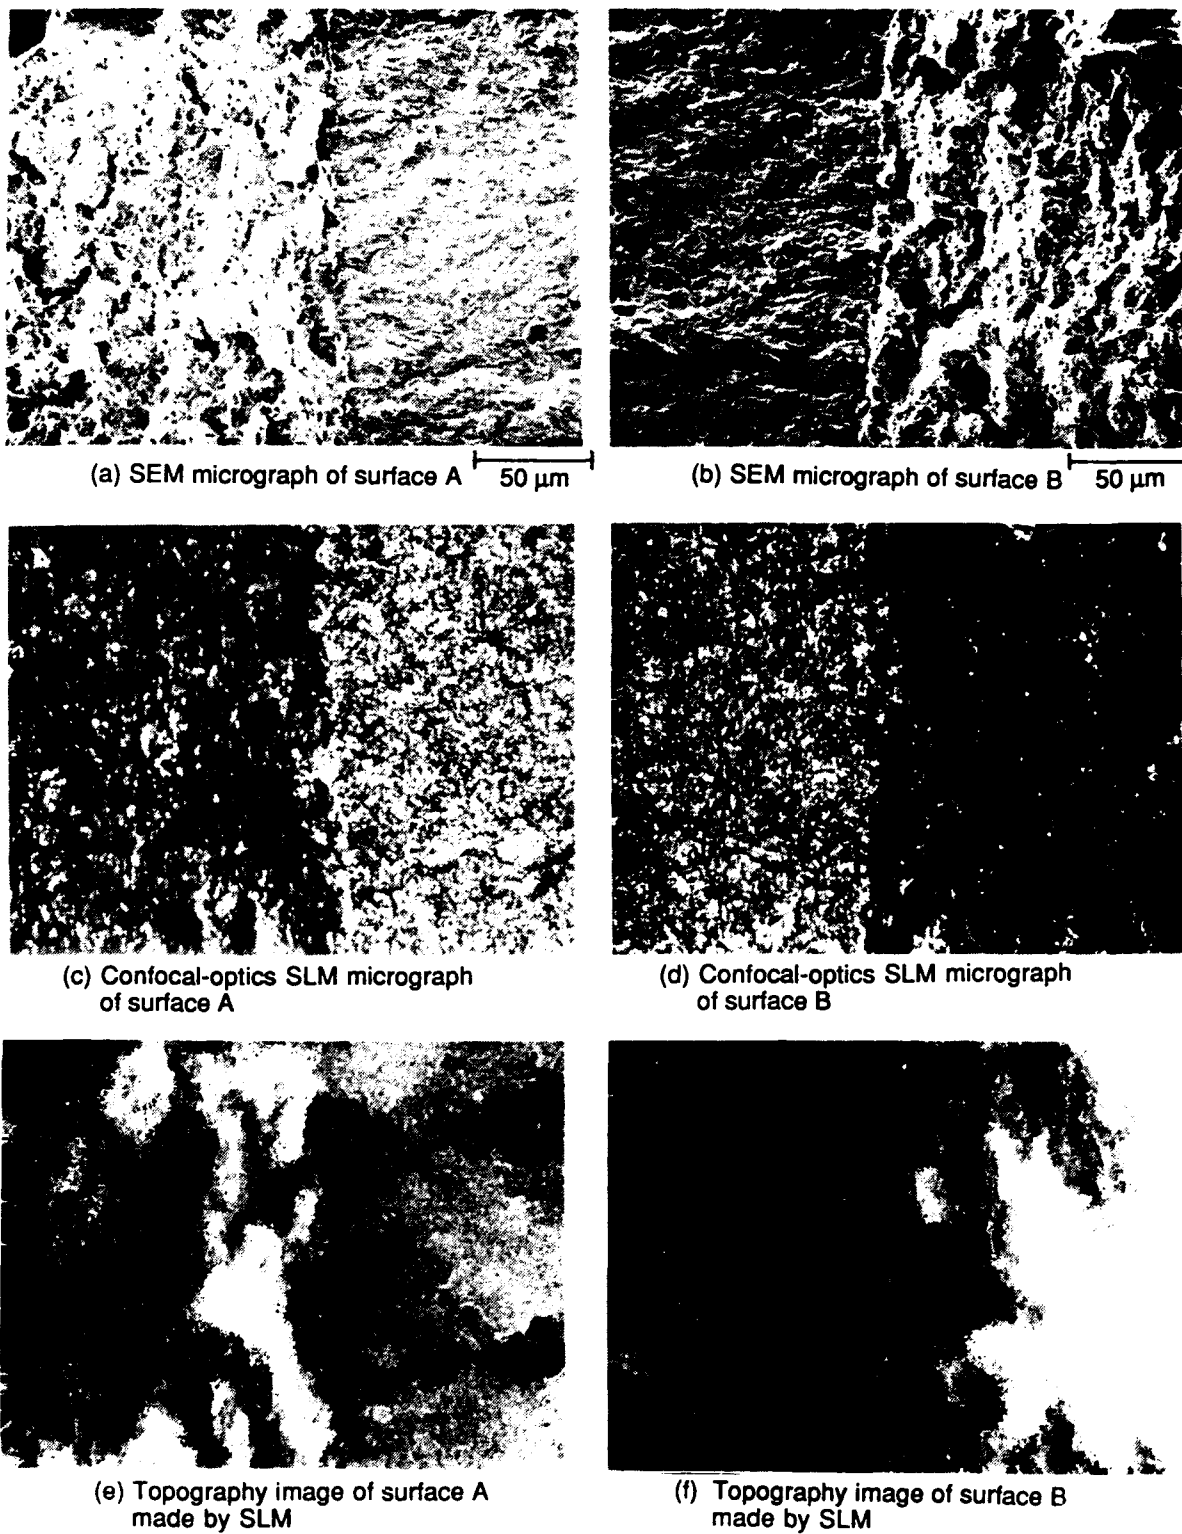 (a) SEM micrograph of surface A
50 μm
(b) SEM micrograph of surface B
50 μm
(c) Confocal-optics SLM micrograph
of surface A
(d) Confocal-optics SLM micrograph
of surface B
(e) Topography image of surface A
made by SLM
(f) Topography image of surface B
made by SLM